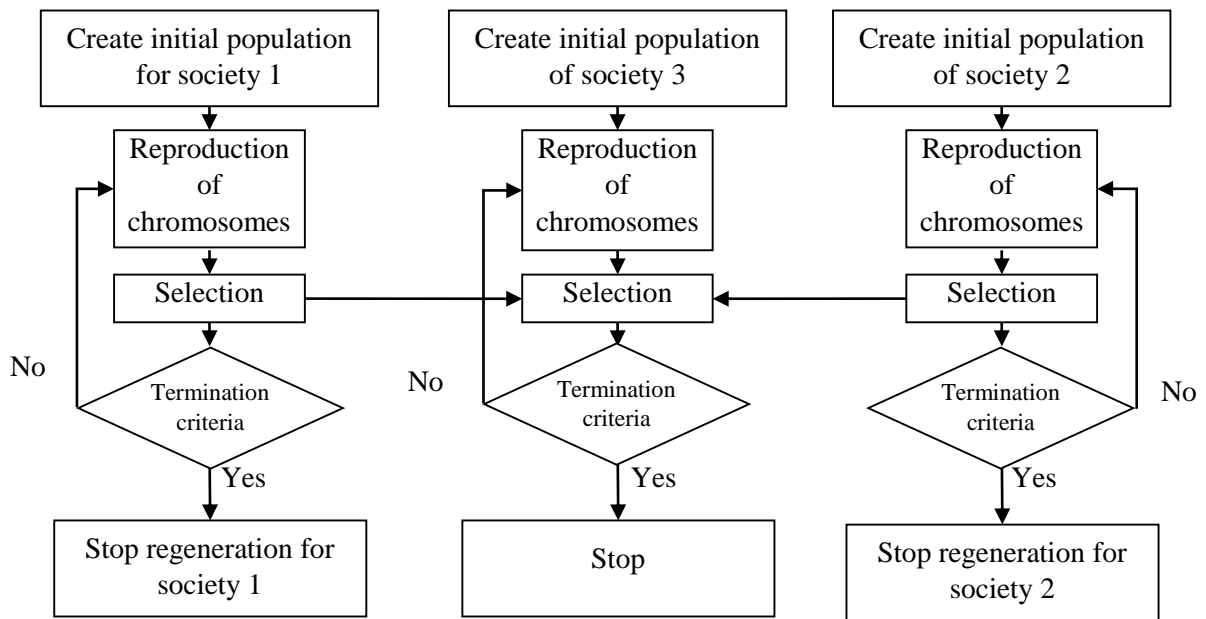 Create initial population
for society 1
Create initial population
of society 3
Create initial population
of society 2
Reproduction
of
chromosomes
Reproduction
of
chromosomes
Reproduction
of
chromosomes
Selection
Selection
Selection
No
Termination
criteria
No
Termination
criteria
Termination
criteria
No
Yes
Yes
Yes
Stop regeneration for
society 1
Stop
Stop regeneration for
society 2